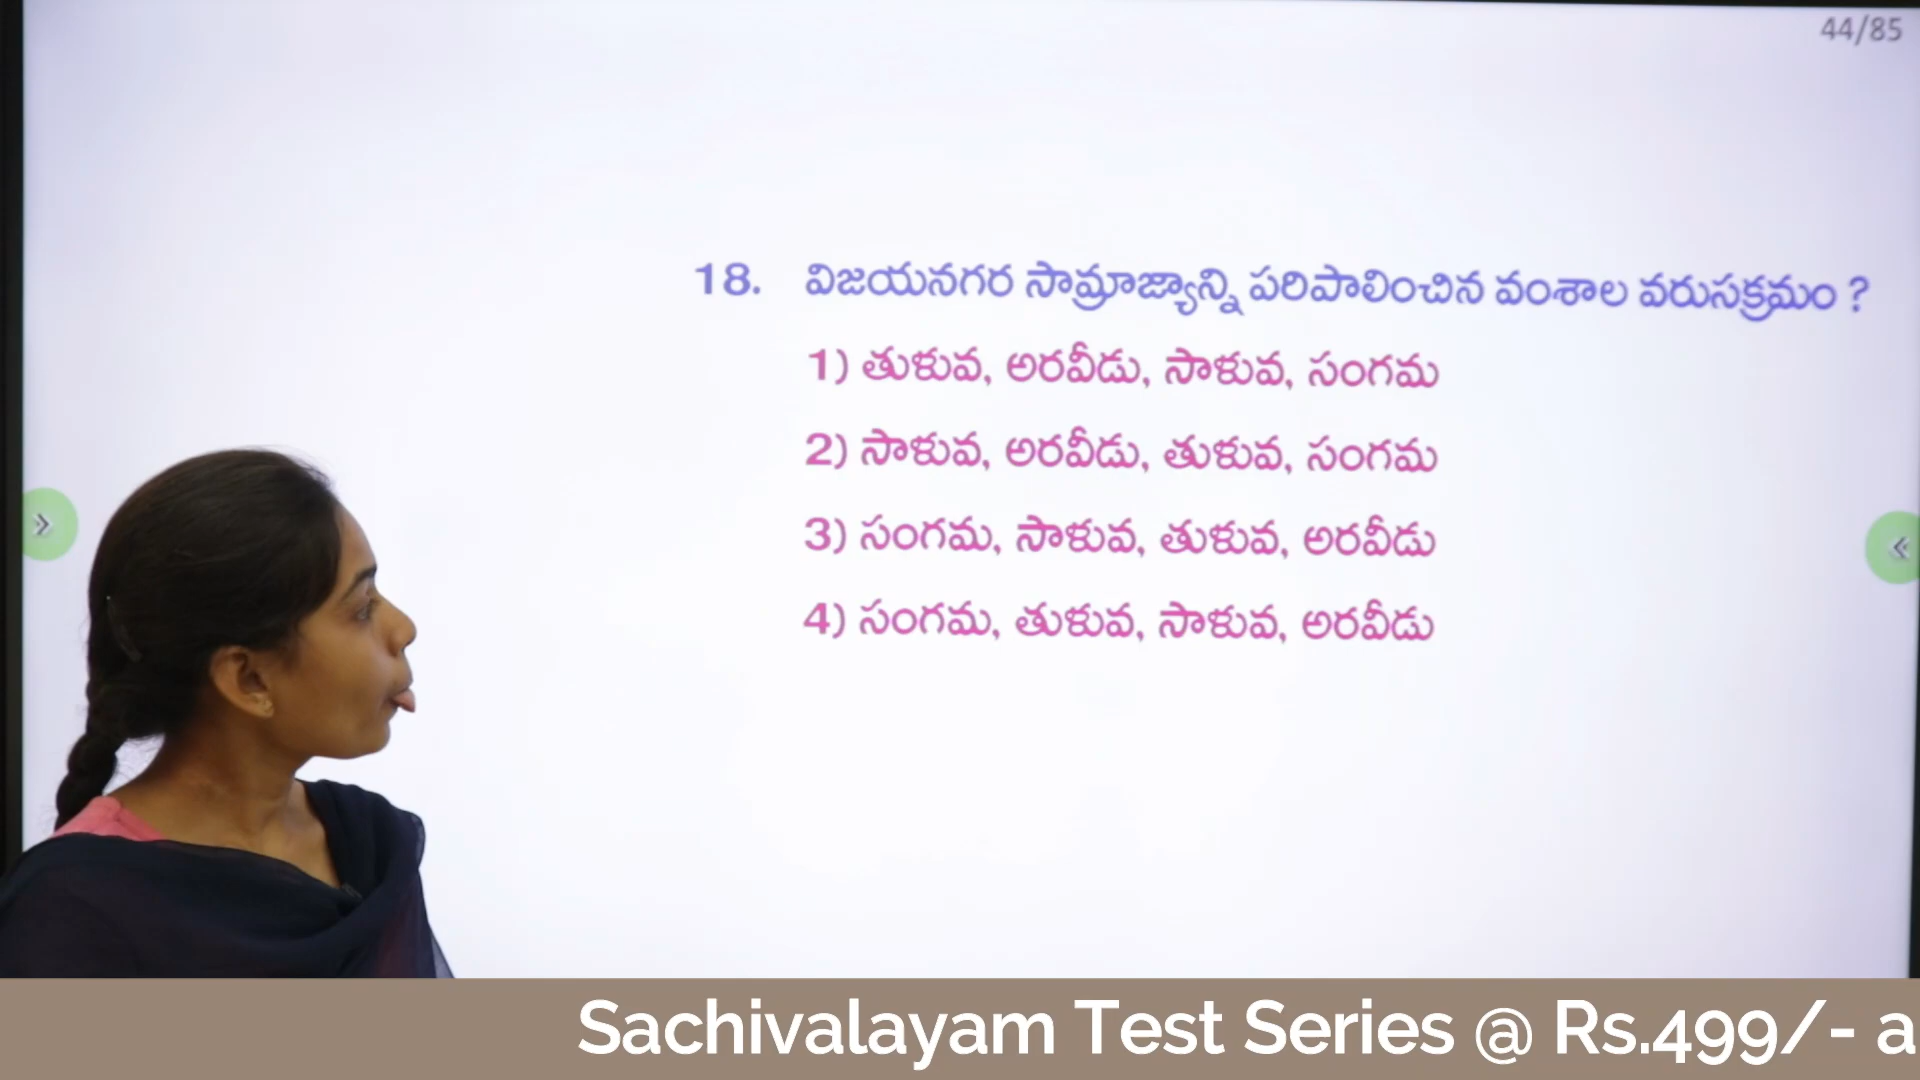 44/85
18. విజయనగర సామ్రాజ్యాన్ని పరిపాలించిన వంశాల వరుసక్రమం ?
1) తుళువ, అరవీడు, సాళువ, సంగమ
2) సాళువ, అరవీడు, తుళువ, సంగమ
3) సంగమ, సాళువ, తుళువ, అరవీడు
4) సంగమ, తుళువ, సాళువ, అరవీడు
Sachivalayam Test Series @ Rs.499/- a